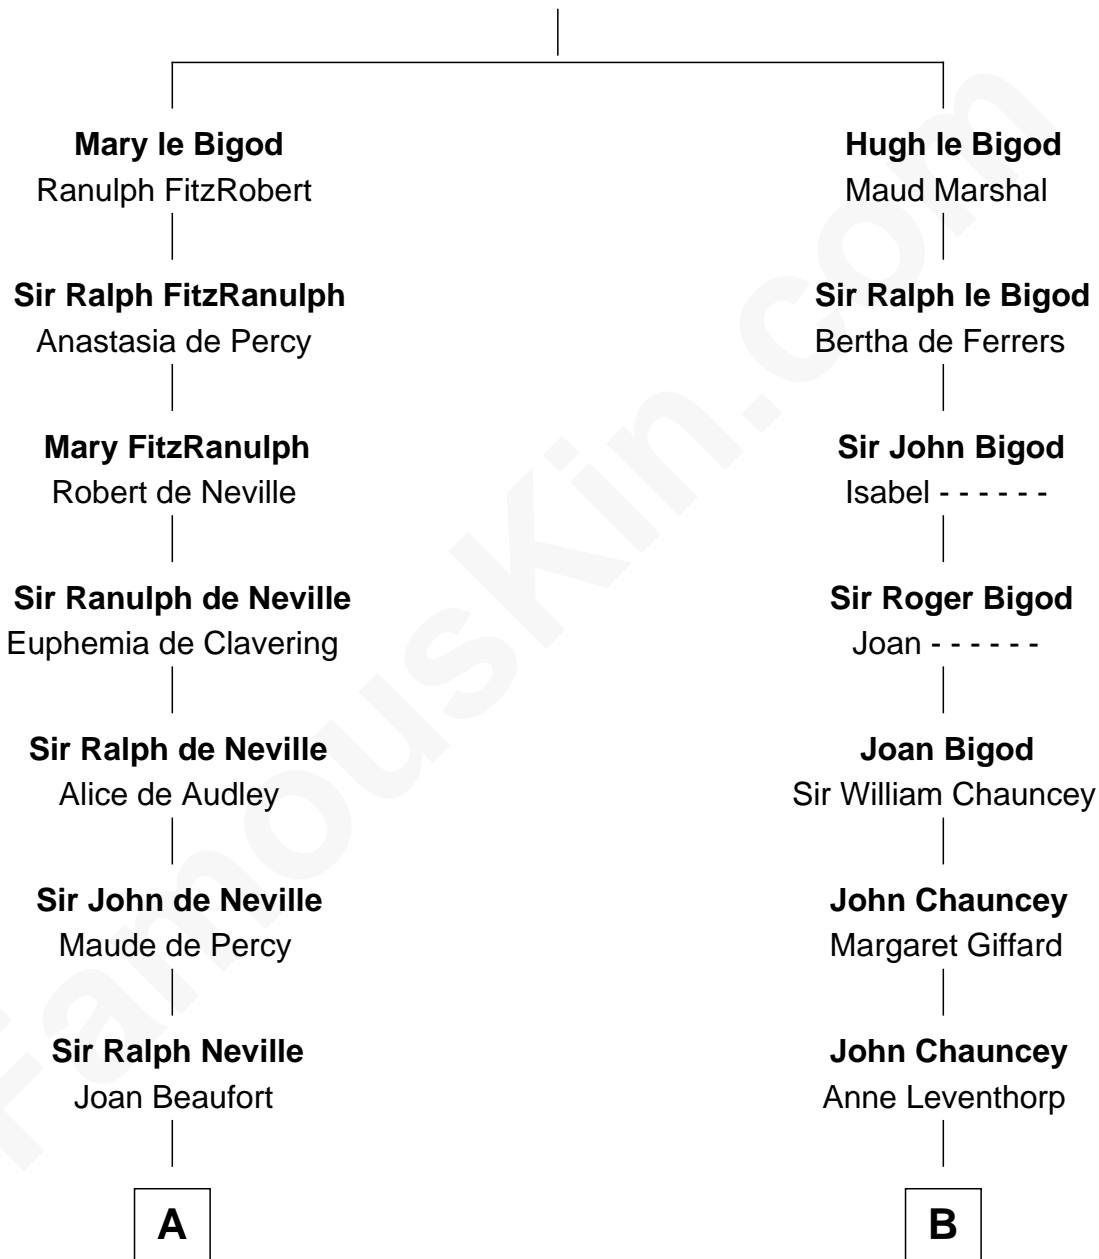 Mary le Bigod
Ranulph FitzRobert
Hugh le Bigod
Maud Marshal
Sir Ralph FitzRanulph
Anastasia de Percy
Sir Ralph le Bigod
Bertha de Ferrers
Mary FitzRanulph
Robert de Neville
Sir John Bigod
Isabel - - - - - -
Sir Ranulph de Neville
Euphemia de Clavering
Sir Roger Bigod
Joan - - - - - -
Sir Ralph de Neville
Alice de Audley
Joan Bigod
Sir William Chauncey
Sir John de Neville
Maude de Percy
John Chauncey
Margaret Giffard
Sir Ralph Neville
Joan Beaufort
John Chauncey
Anne Leventhorp
A
B
FamousKin.com